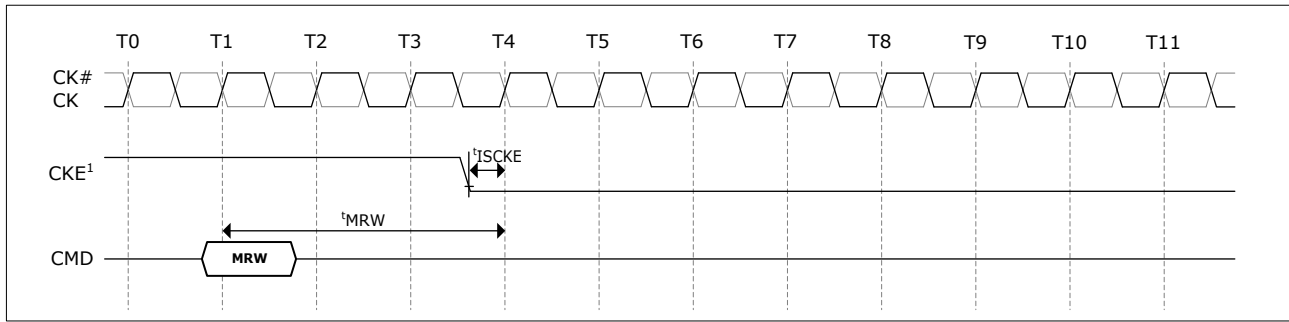 T0 T1 T2 T3 T4 T5 T6 T7 T8 T9 T10 T11
CK#
CK
tISCKE
CKE1
tMRW
CMD MRW